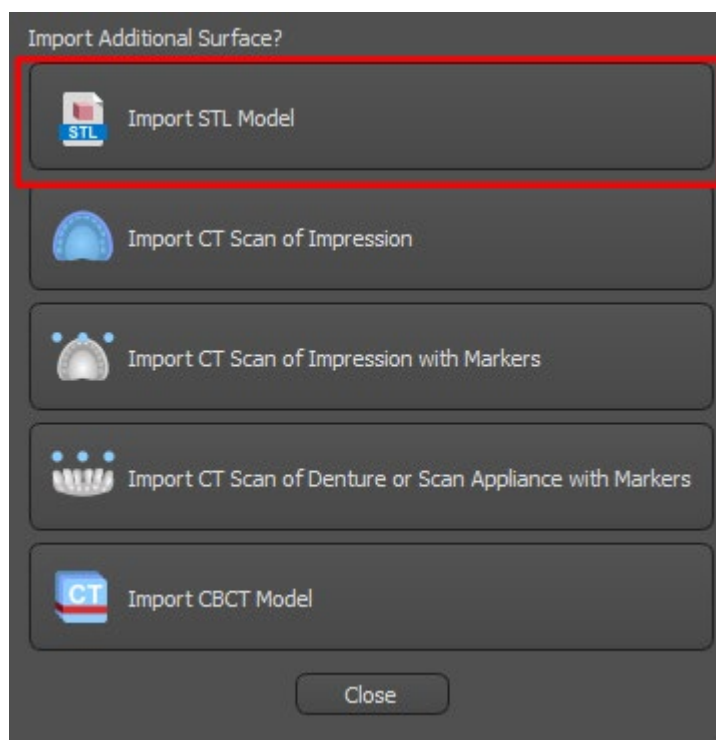 Import Additional Surface?
STL
Import STL Model
Import CT Scan of Impression
Import CT Scan of Impression with Markers
Import CT Scan of Denture or Scan Appliance with Markers
CT
Import CBCT Model
Close